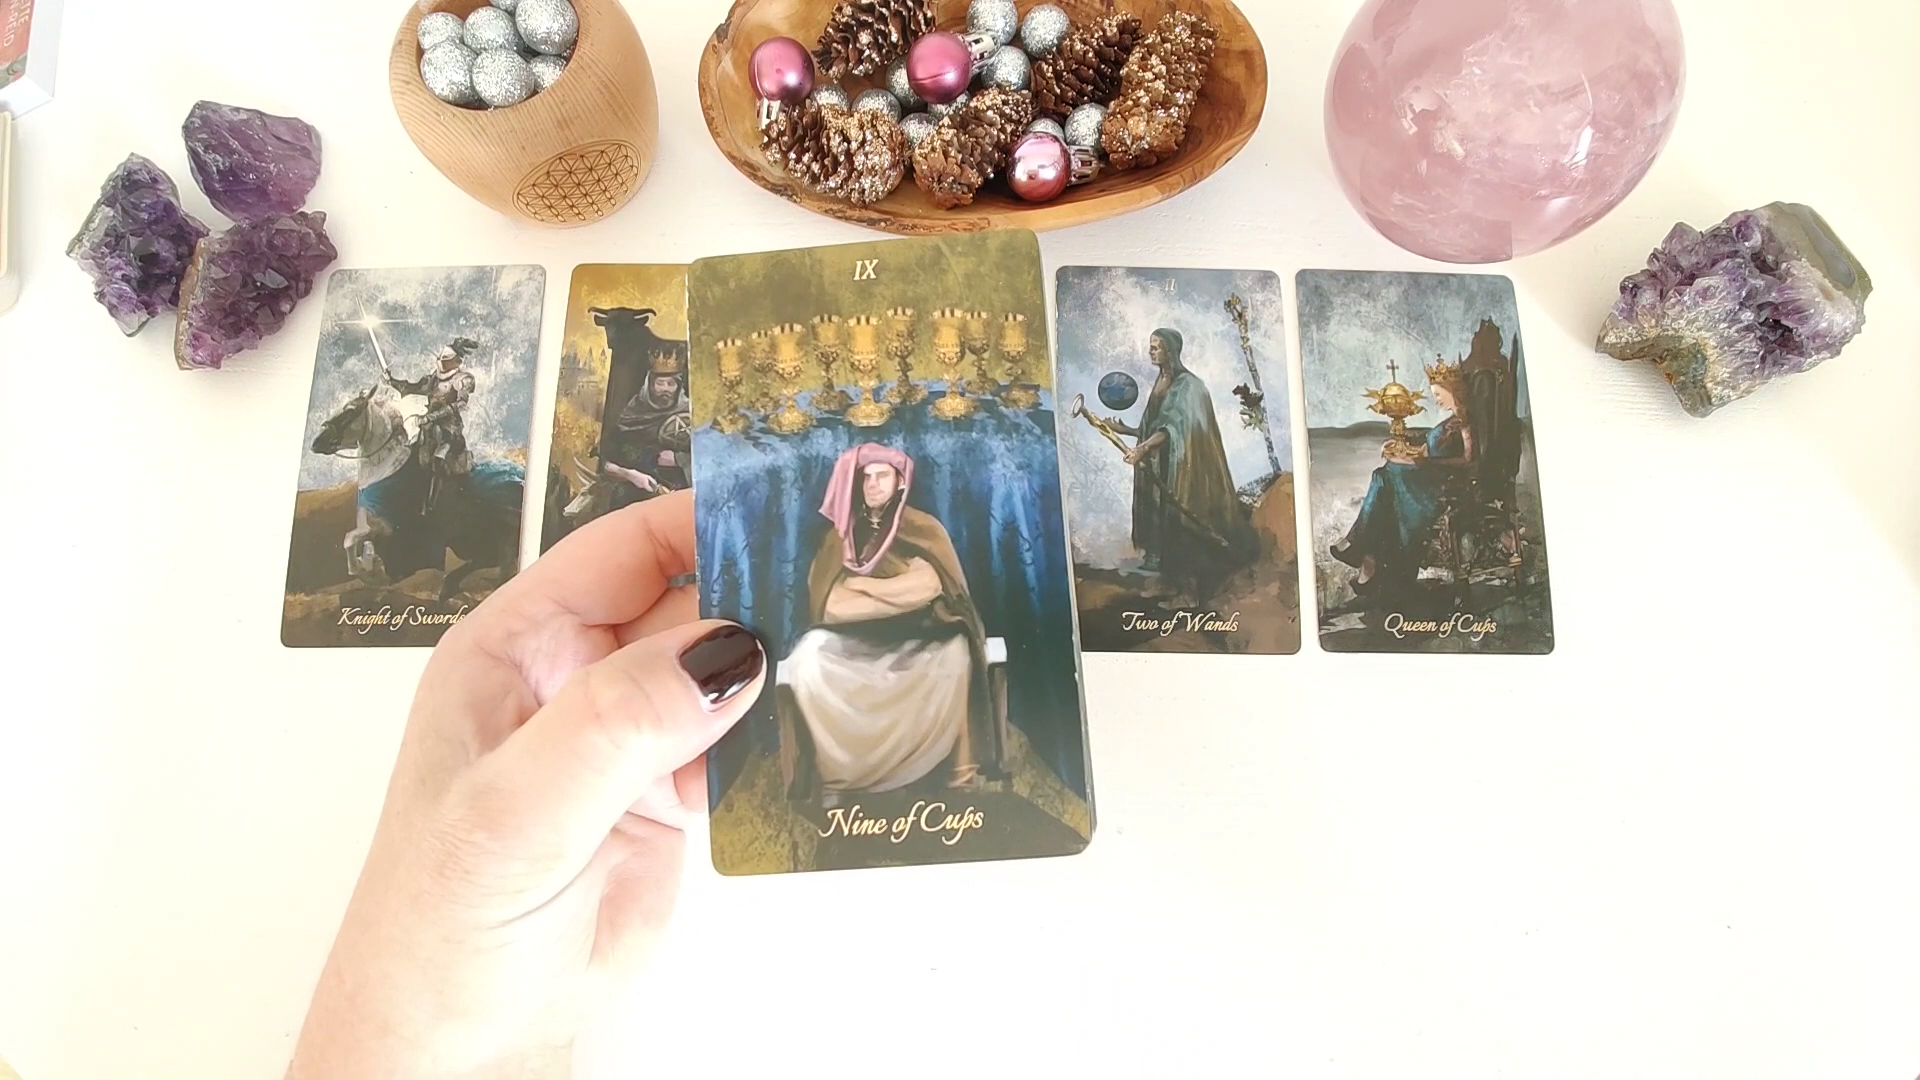 IX
II
Knight of Swords
Nine of Cups
Two of Wands
Queen of Cups